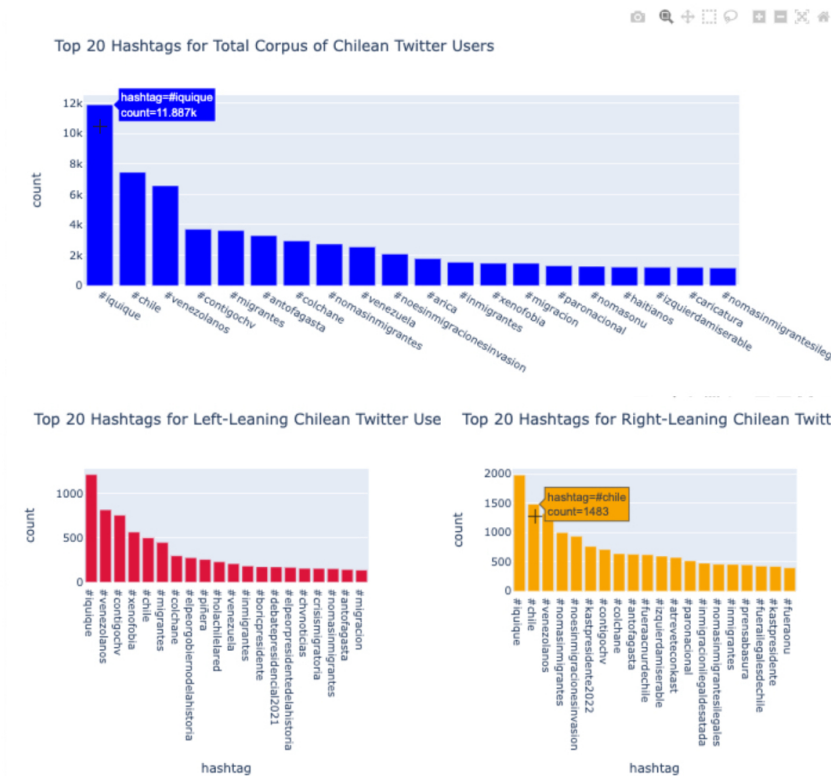 Top 20 Hashtags for Total Corpus of Chilean Twitter Users
hashtag=#iquique
count=11.887k
12k
10k
8k
6k
4k
2k
0
count
#iquique
#chile
#venezolanos
#contigochv
#migrantes
#antofagasta
#colchane
#nomasinmigrantes
#venezuela
#noesinmigracionesinvasion
#arica
#inmigrantes
#xenofobia
#migracion
#paronacional
#nomasonu
#haitianos
#izquierdamiserable
#caricatura
#nomasinmigrantesileg
Top 20 Hashtags for Left-Leaning Chilean Twitter Use
1000
500
0
count
#iquique
#venezolanos
#contigochv
#xenofobia
#chile
#migrantes
#colchane
#elpeorgobiernodelahistoria
#piñera
#holachilelared
#venezuela
#inmigrantes
#boricpresidente
#debatepresidencial2021
#elpeorpresidentedelahistoria
#chvnoticias
#crisismigratoria
#nomasinmigrantes
#antofagasta
#migracion
hashtag
Top 20 Hashtags for Right-Leaning Chilean Twitt
hashtag=#chile
count=1483
2000
1500
1000
500
0
count
#iquique
#chile
#venezolanos
#nomasinmigrantes
#noesinmigracionesinvasion
#kastpresidente2022
#contigochv
#colchane
#antofagasta
#fueraacnurdechile
#izquierdamiserable
#atreveteconkast
#paronacional
#inmigracionilegaldesatada
#nomasinmigrantesilegales
#inmigrantes
#prensabasura
#fuerailegalesdechile
#kastpresidente
#fueraonu
hashtag